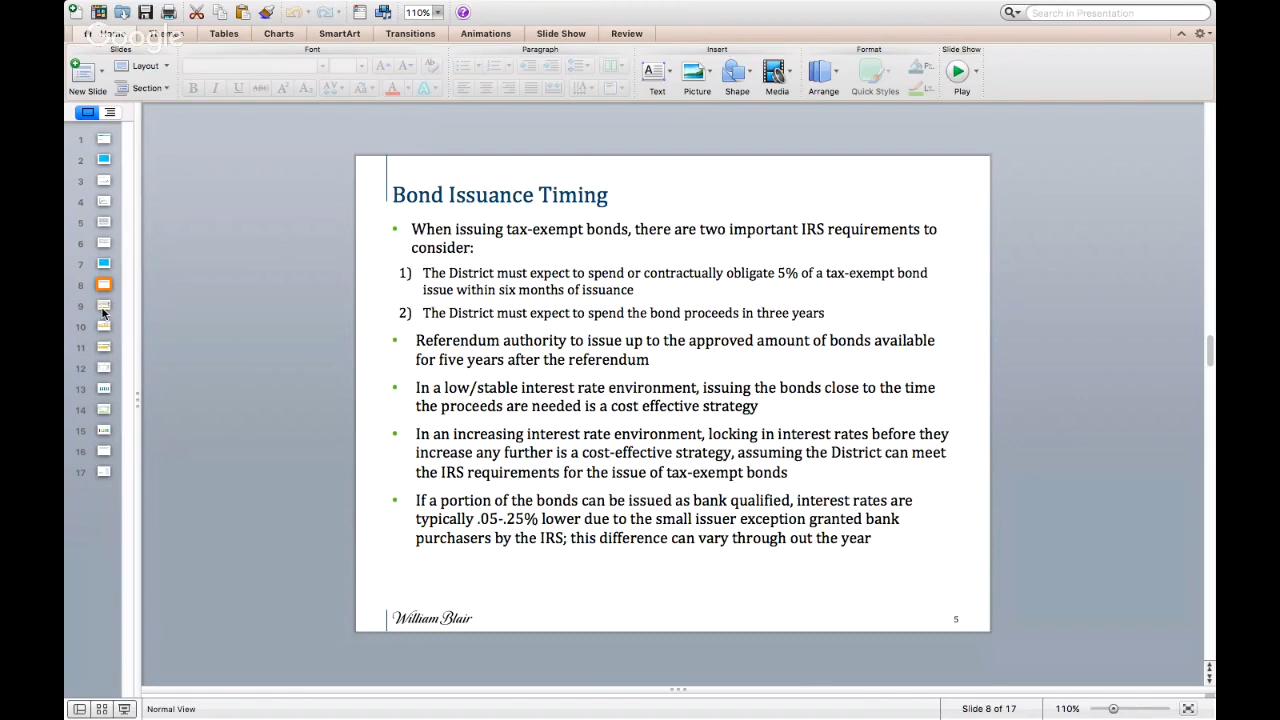 110%
Search in Presentation
Google
Home
Themes
Tables
Charts
SmartArt
Transitions
Animations
Slide Show
Review
Slides
Font
Paragraph
Insert
Format
Slide Show
New Slide
Layout
Section
B I U ABC A² A₂ AV Aa A A
Text
Picture
Shape
Media
Arrange
Quick Styles
Play
1
2
3
4
5
6
7
8
9
10
11
12
13
14
15
16
17
Bond Issuance Timing
• When issuing tax-exempt bonds, there are two important IRS requirements to
consider:
1) The District must expect to spend or contractually obligate 5% of a tax-exempt bond
issue within six months of issuance
2) The District must expect to spend the bond proceeds in three years
• Referendum authority to issue up to the approved amount of bonds available
for five years after the referendum
• In a low/stable interest rate environment, issuing the bonds close to the time
the proceeds are needed is a cost effective strategy
• In an increasing interest rate environment, locking in interest rates before they
increase any further is a cost-effective strategy, assuming the District can meet
the IRS requirements for the issue of tax-exempt bonds
• If a portion of the bonds can be issued as bank qualified, interest rates are
typically .05-.25% lower due to the small issuer exception granted bank
purchasers by the IRS; this difference can vary through out the year
William Blair
5
Normal View
Slide 8 of 17
110%